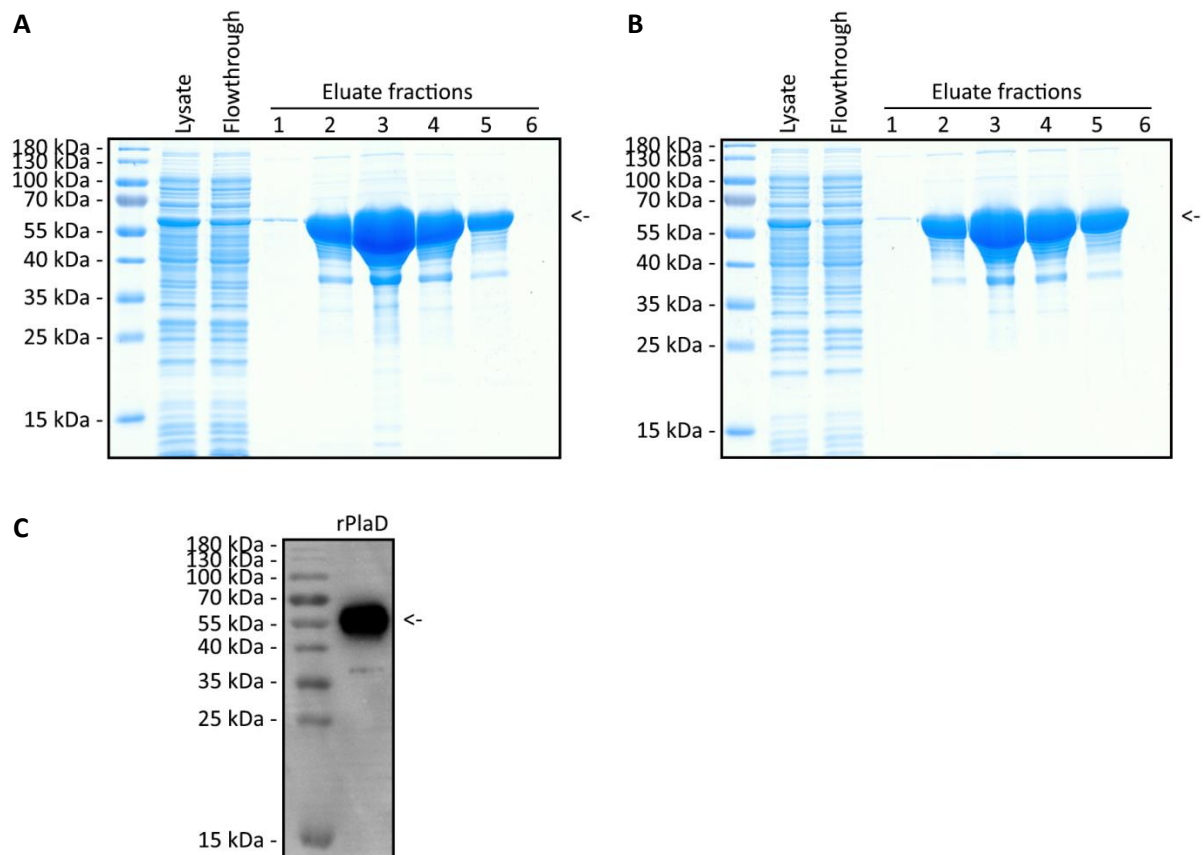 A
Lysate
Flowthrough
Eluate fractions
1 2 3 4 5 6
180 kDa -
130 kDa -
100 kDa -
70 kDa -
55 kDa -
40 kDa -
35 kDa -
25 kDa -
15 kDa -
<-
B
Lysate
Flowthrough
Eluate fractions
1 2 3 4 5 6
180 kDa -
130 kDa -
100 kDa -
70 kDa -
55 kDa -
40 kDa -
35 kDa -
25 kDa -
15 kDa -
<-
C
rPlaD
180 kDa -
130 kDa -
100 kDa -
70 kDa -
55 kDa -
40 kDa -
35 kDa -
25 kDa -
15 kDa -
<-